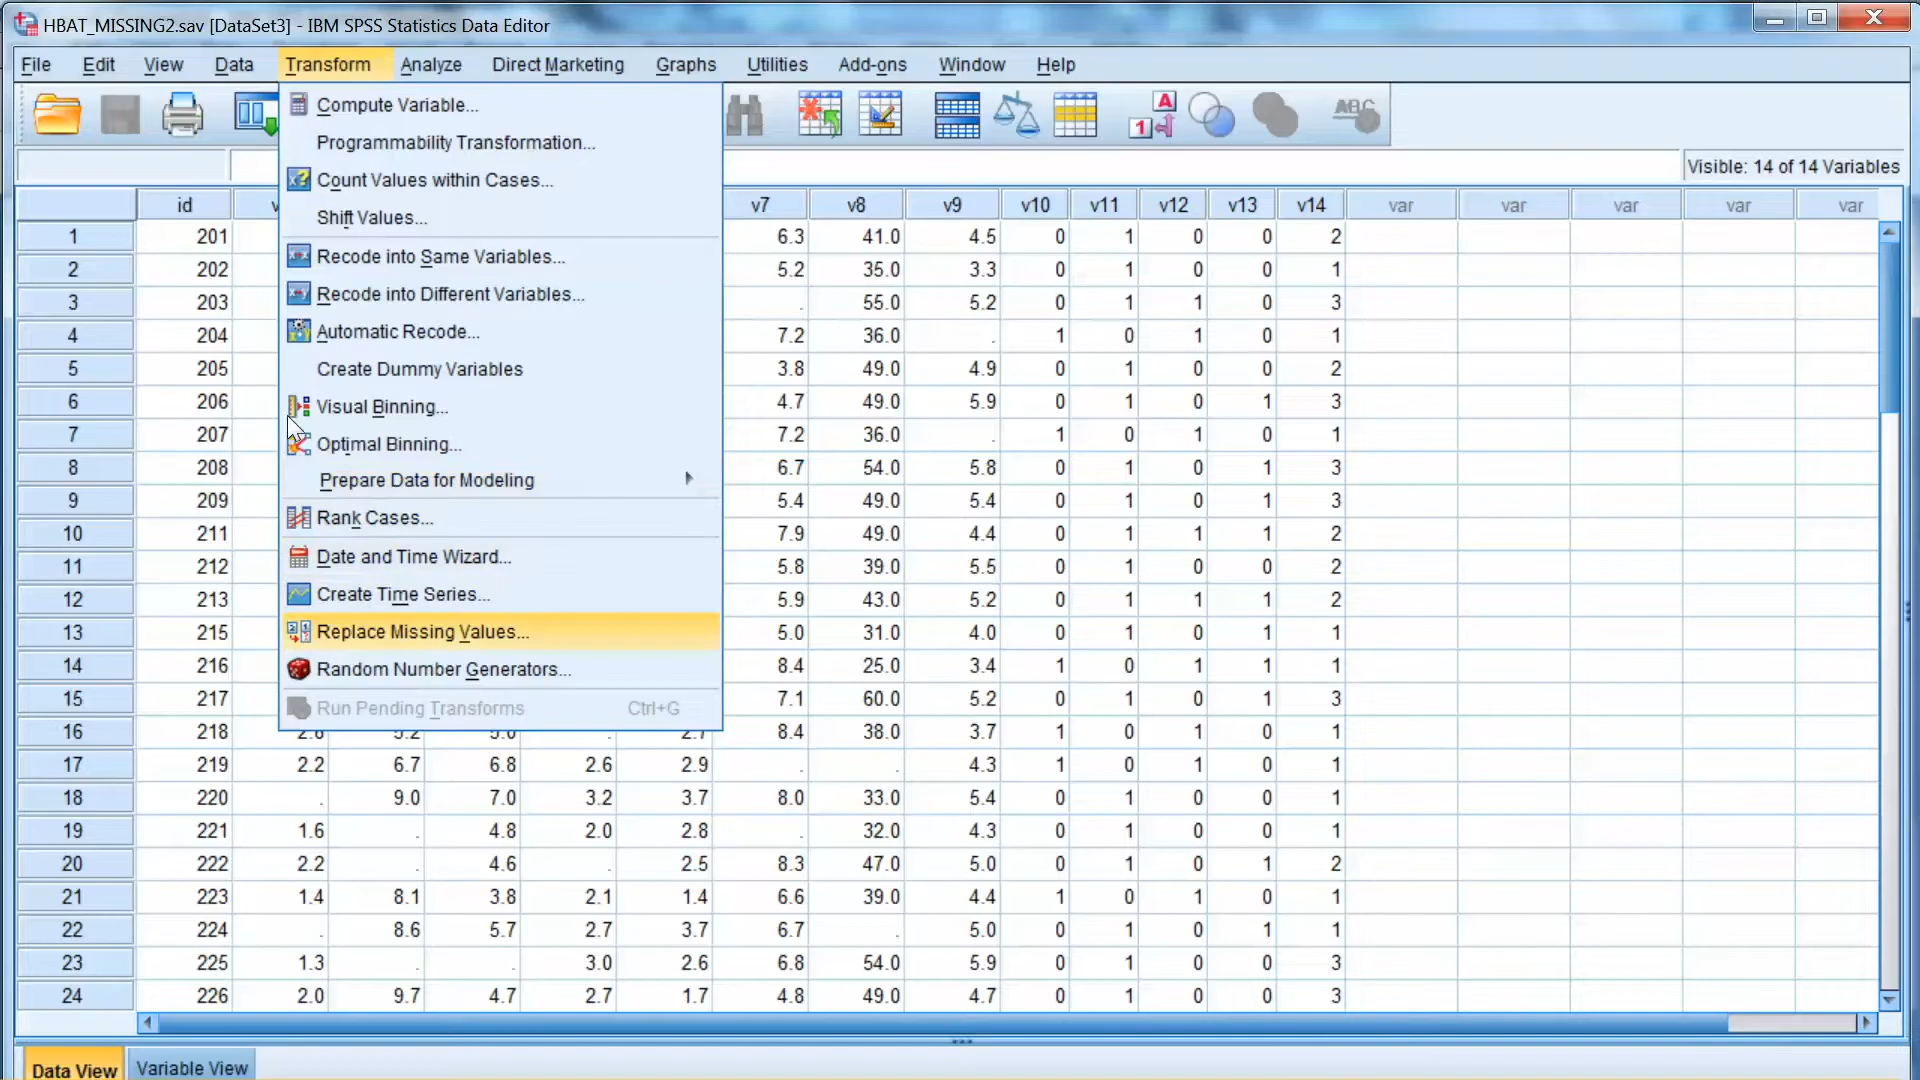 HBAT_MISSING2.sav [DataSet3] - IBM SPSS Statistics Data Editor
File Edit View Data Transform Analyze Direct Marketing Graphs Utilities Add-ons Window Help
A
1
ABC
Visible: 14 of 14 Variables
Compute Variable...
Programmability Transformation...
Count Values within Cases...
Shift Values...
Recode into Same Variables...
Recode into Different Variables...
Automatic Recode...
Create Dummy Variables
Visual Binning...
Optimal Binning...
Prepare Data for Modeling
Rank Cases...
Date and Time Wizard...
Create Time Series...
Replace Missing Values...
Random Number Generators...
Run Pending Transforms Ctrl+G
id v7 v8 v9 v10 v11 v12 v13 v14 var var var var var
1 201 6.3 41.0 4.5 0 1 0 0 2
2 202 5.2 35.0 3.3 0 1 0 0 1
3 203 . 55.0 5.2 0 1 1 0 3
4 204 7.2 36.0 . 1 0 1 0 1
5 205 3.8 49.0 4.9 0 1 0 0 2
6 206 4.7 49.0 5.9 0 1 0 1 3
7 207 7.2 36.0 . 1 0 1 0 1
8 208 6.7 54.0 5.8 0 1 0 1 3
9 209 5.4 49.0 5.4 0 1 0 1 3
10 211 7.9 49.0 4.4 0 1 0 1 2
11 212 5.8 39.0 5.5 0 1 0 0 2
12 213 5.9 43.0 5.2 0 1 1 1 2
13 215 5.0 31.0 4.0 0 1 0 1 1
14 216 8.4 25.0 3.4 1 0 1 1 1
15 217 7.1 60.0 5.2 0 1 0 1 3
16 218 2.8 5.2 5.0 . 2.7 8.4 38.0 3.7 1 0 1 0 1
17 219 2.2 6.7 6.8 2.6 2.9 . . 4.3 1 0 1 0 1
18 220 . 9.0 7.0 3.2 3.7 8.0 33.0 5.4 0 1 0 0 1
19 221 1.6 . 4.8 2.0 2.8 . 32.0 4.3 0 1 0 0 1
20 222 2.2 . 4.6 . 2.5 8.3 47.0 5.0 0 1 0 1 2
21 223 1.4 8.1 3.8 2.1 1.4 6.6 39.0 4.4 1 0 1 0 1
22 224 . 8.6 5.7 2.7 3.7 6.7 . 5.0 0 1 0 1 1
23 225 1.3 . . 3.0 2.6 6.8 54.0 5.9 0 1 0 0 3
24 226 2.0 9.7 4.7 2.7 1.7 4.8 49.0 4.7 0 1 0 0 3
Data View Variable View